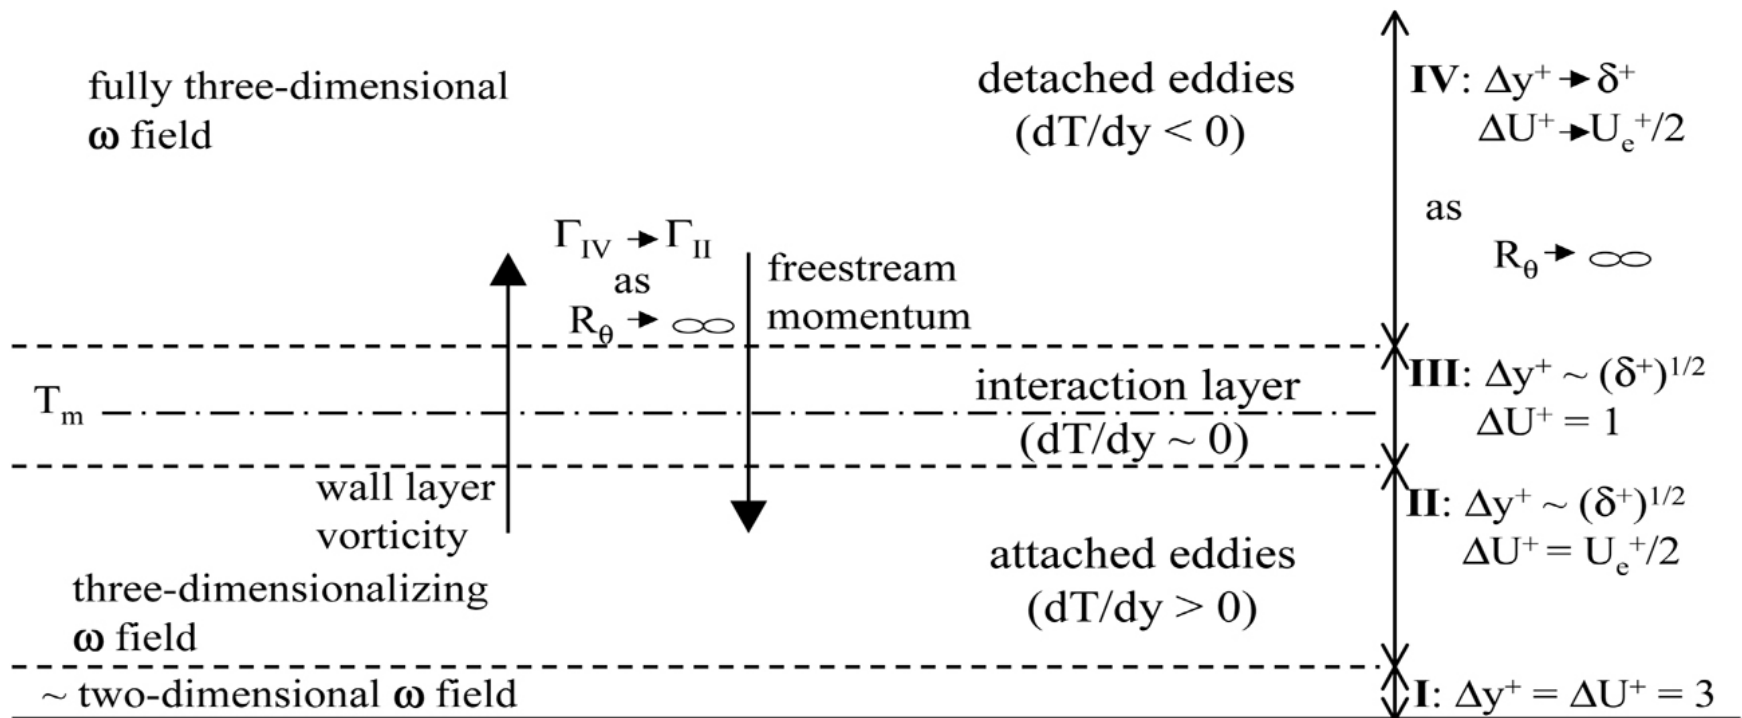 fully three-dimensional
ω field
detached eddies
(dT/dy < 0)
IV: Δy⁺ → δ⁺
ΔU⁺ → Uₑ⁺/2
as
R_θ → ∞
Γ_IV → Γ_II
as
R_θ → ∞
freestream
momentum
T_m
interaction layer
(dT/dy ~ 0)
III: Δy⁺ ~ (δ⁺)¹/²
ΔU⁺ = 1
wall layer
vorticity
II: Δy⁺ ~ (δ⁺)¹/²
ΔU⁺ = Uₑ⁺/2
attached eddies
(dT/dy > 0)
three-dimensionalizing
ω field
~ two-dimensional ω field
I: Δy⁺ = ΔU⁺ = 3